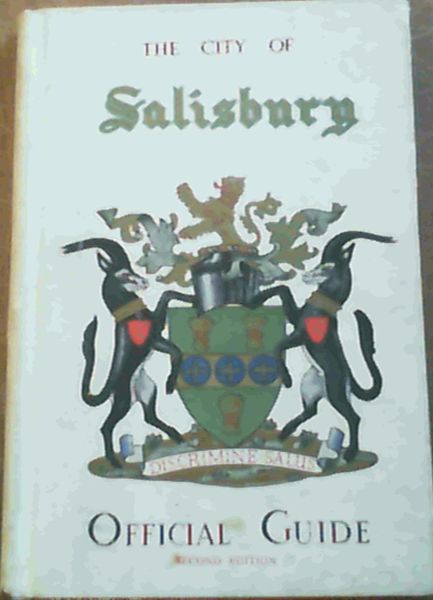 THE CITY OF
Salisbury
DISCRIMINE SALUS
OFFICIAL GUIDE
SECOND EDITION